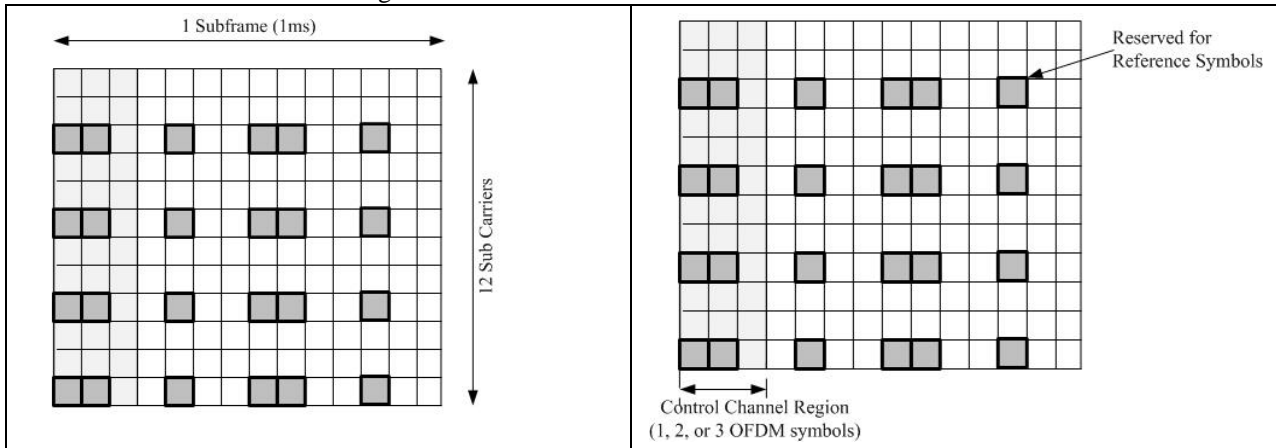 1 Subframe (1ms)
12 Sub Carriers
Reserved for
Reference Symbols
Control Channel Region
(1, 2, or 3 OFDM symbols)